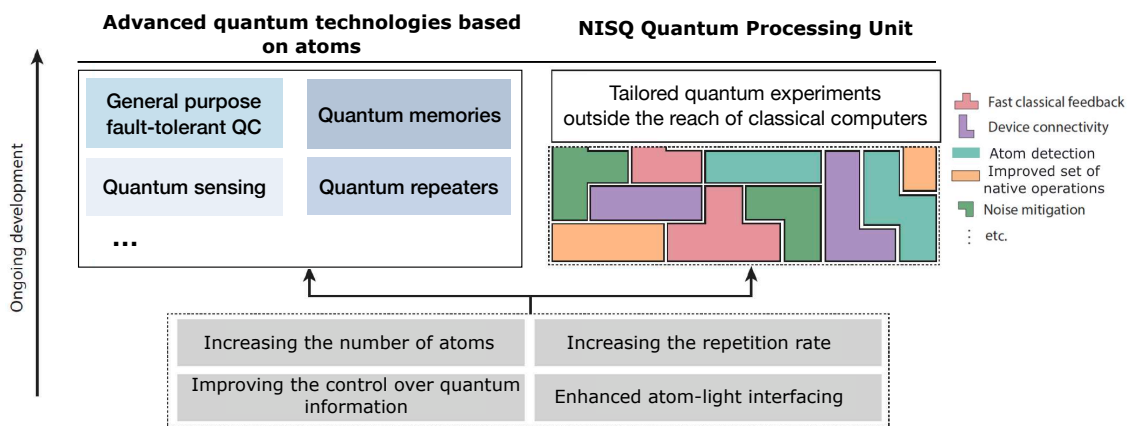 Advanced quantum technologies based
on atoms
NISQ Quantum Processing Unit
Ongoing development
General purpose
fault-tolerant QC
Quantum memories
Quantum sensing
Quantum repeaters
...
Tailored quantum experiments
outside the reach of classical computers
Fast classical feedback
Device connectivity
Atom detection
Improved set of
native operations
Noise mitigation
⋮ etc.
Increasing the number of atoms
Increasing the repetition rate
Improving the control over quantum
information
Enhanced atom-light interfacing